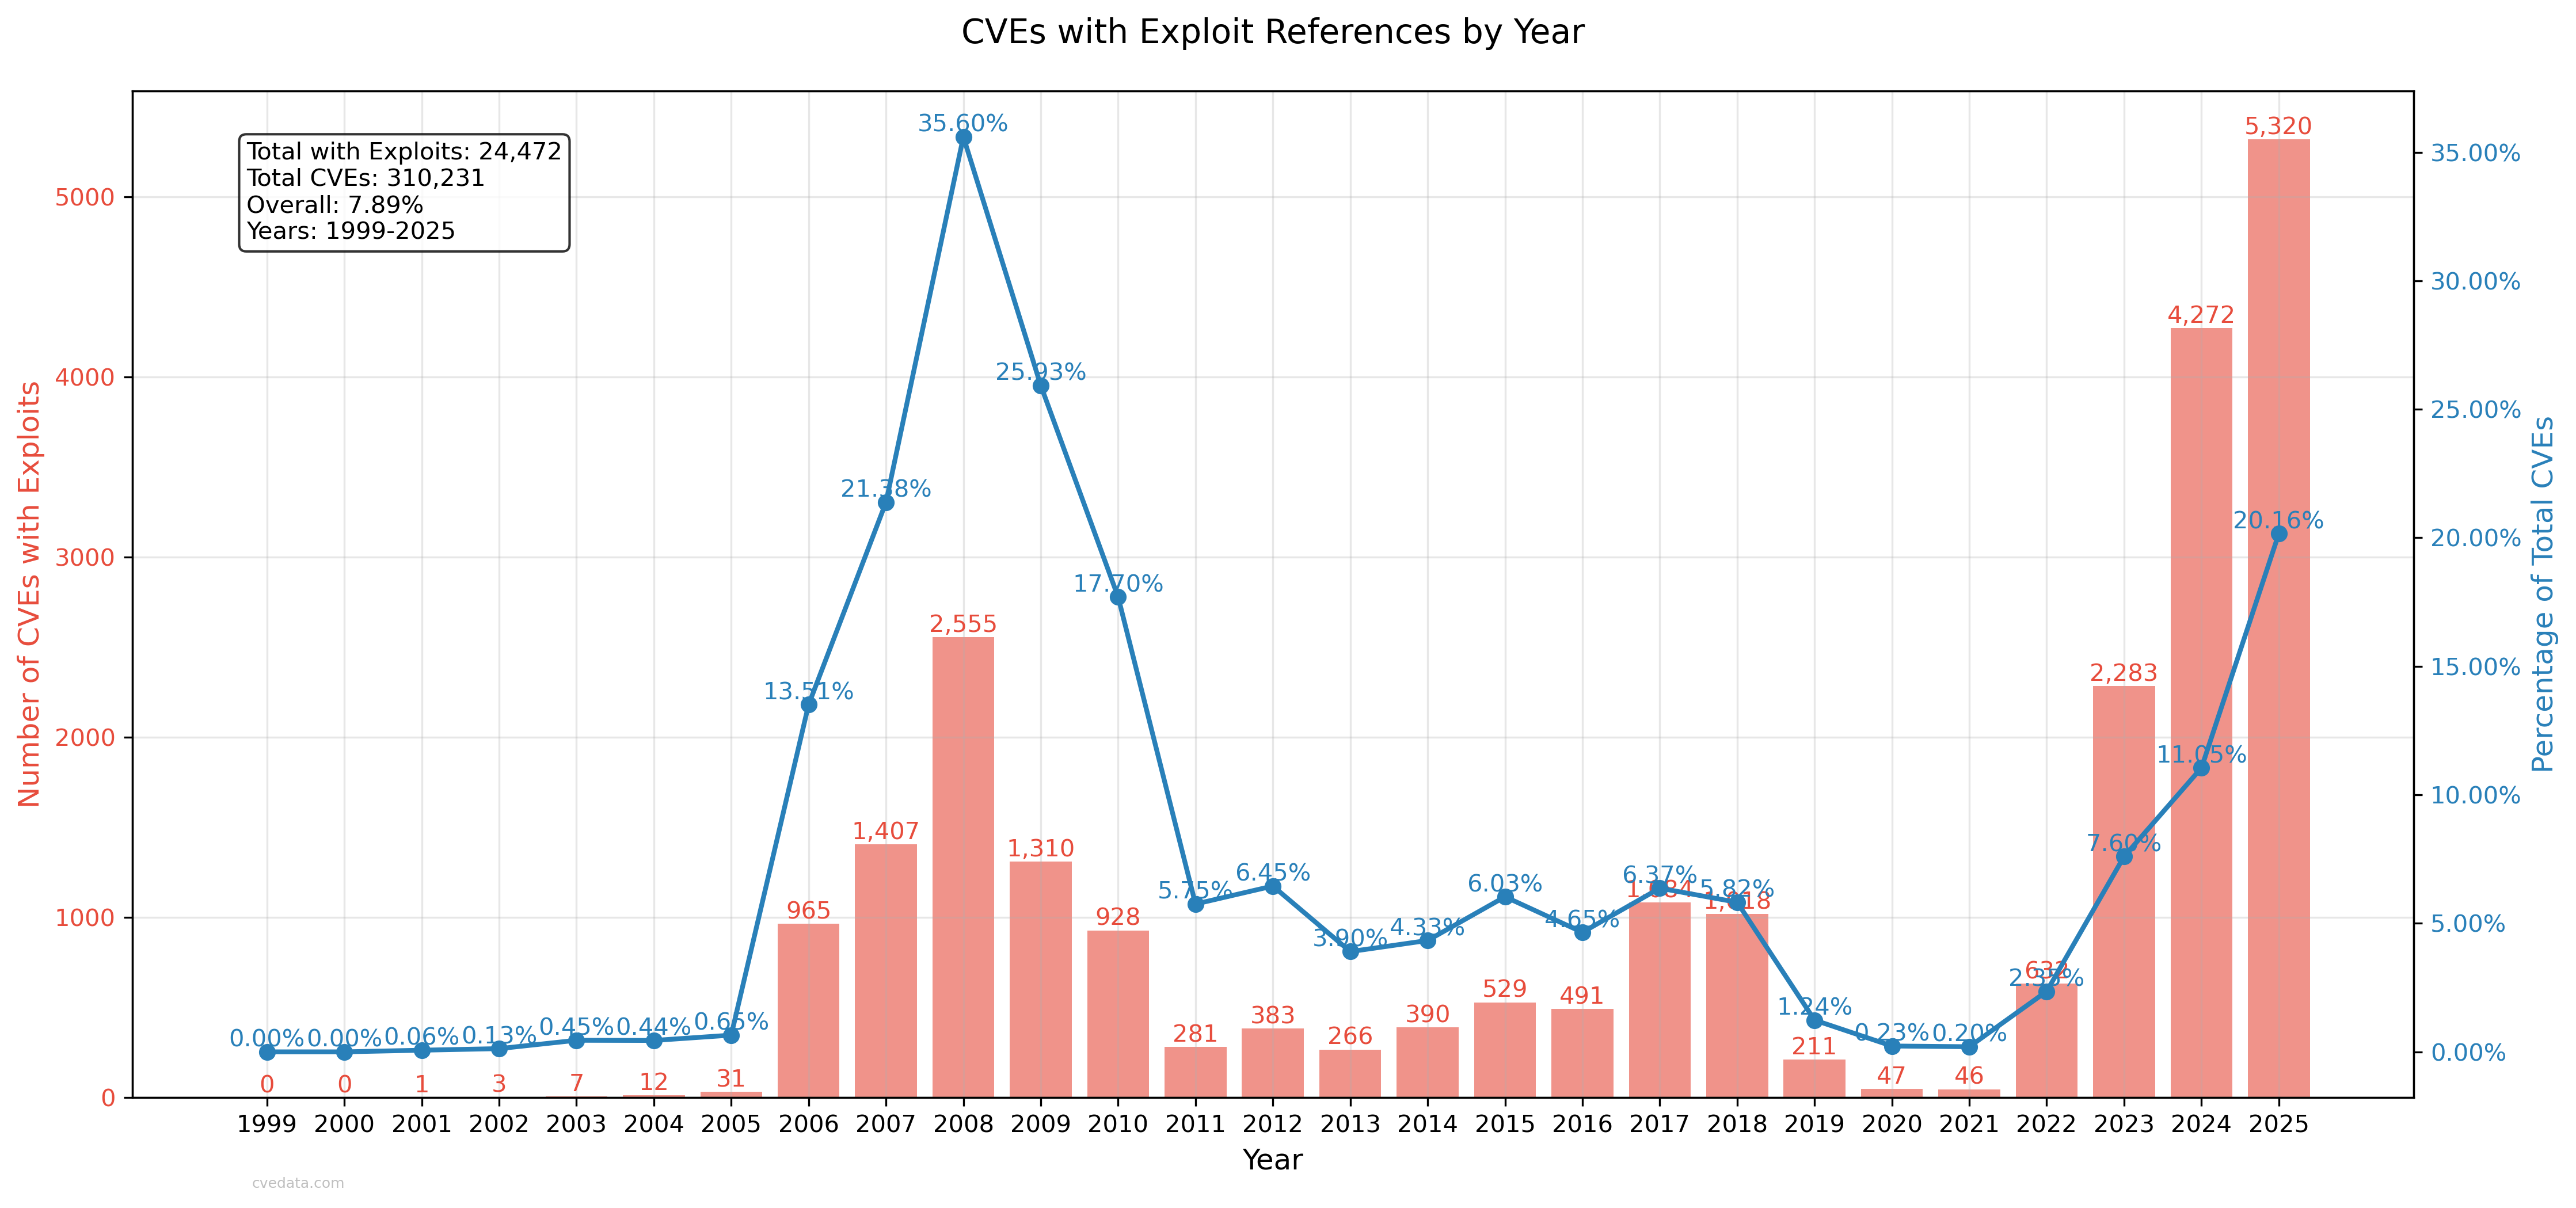 CVEs with Exploit References by Year
Total with Exploits: 24,472
Total CVEs: 310,231
Overall: 7.89%
Years: 1999-2025
Number of CVEs with Exploits
5000
4000
3000
2000
1000
0
35.60%
25.93%
21.38%
17.70%
13.51%
0.00% 0.00% 0.06% 0.13% 0.45% 0.44% 0.65%
5.75% 6.45% 3.90% 4.33% 6.03% 4.65% 6.37% 5.82%
1.24% 0.23% 0.20% 2.35% 7.60% 11.05% 20.16%
0 0 1 3 7 12 31 965 1,407 2,555 1,310 928 281 383 266 390 529 491 1,084 1,018 211 47 46 2,283 4,272 5,320
35.00%
30.00%
25.00%
20.00%
15.00%
10.00%
5.00%
0.00%
Percentage of Total CVEs
1999 2000 2001 2002 2003 2004 2005 2006 2007 2008 2009 2010 2011 2012 2013 2014 2015 2016 2017 2018 2019 2020 2021 2022 2023 2024 2025
Year
cvedata.com